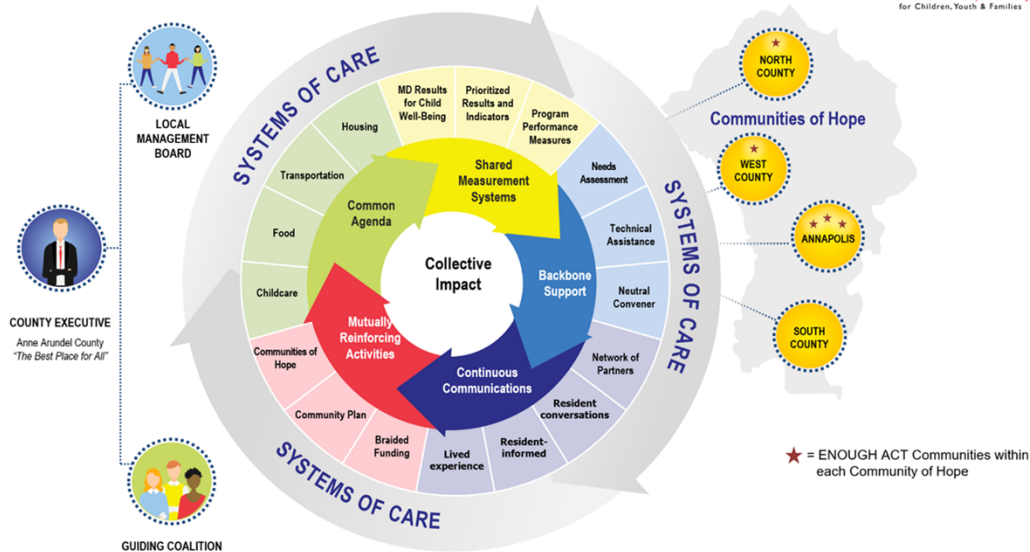 for Children, Youth & Families
LOCAL
MANAGEMENT
BOARD
COUNTY EXECUTIVE
Anne Arundel County
"The Best Place for All"
GUIDING COALITION
SYSTEMS OF CARE
SYSTEMS OF CARE
SYSTEMS OF CARE
MD Results
for Child
Well-Being
Prioritized
Results and
Indicators
Program
Performance
Measures
Needs
Assessment
Technical
Assistance
Neutral
Convener
Network of
Partners
Resident
conversations
Resident-
informed
Lived
experience
Braided
Funding
Community Plan
Communities of
Hope
Childcare
Food
Transportation
Housing
Common
Agenda
Shared
Measurement
Systems
Backbone
Support
Continuous
Communications
Mutually
Reinforcing
Activities
Collective
Impact
NORTH
COUNTY
Communities of Hope
WEST
COUNTY
ANNAPOLIS
SOUTH
COUNTY
= ENOUGH ACT Communities within
each Community of Hope